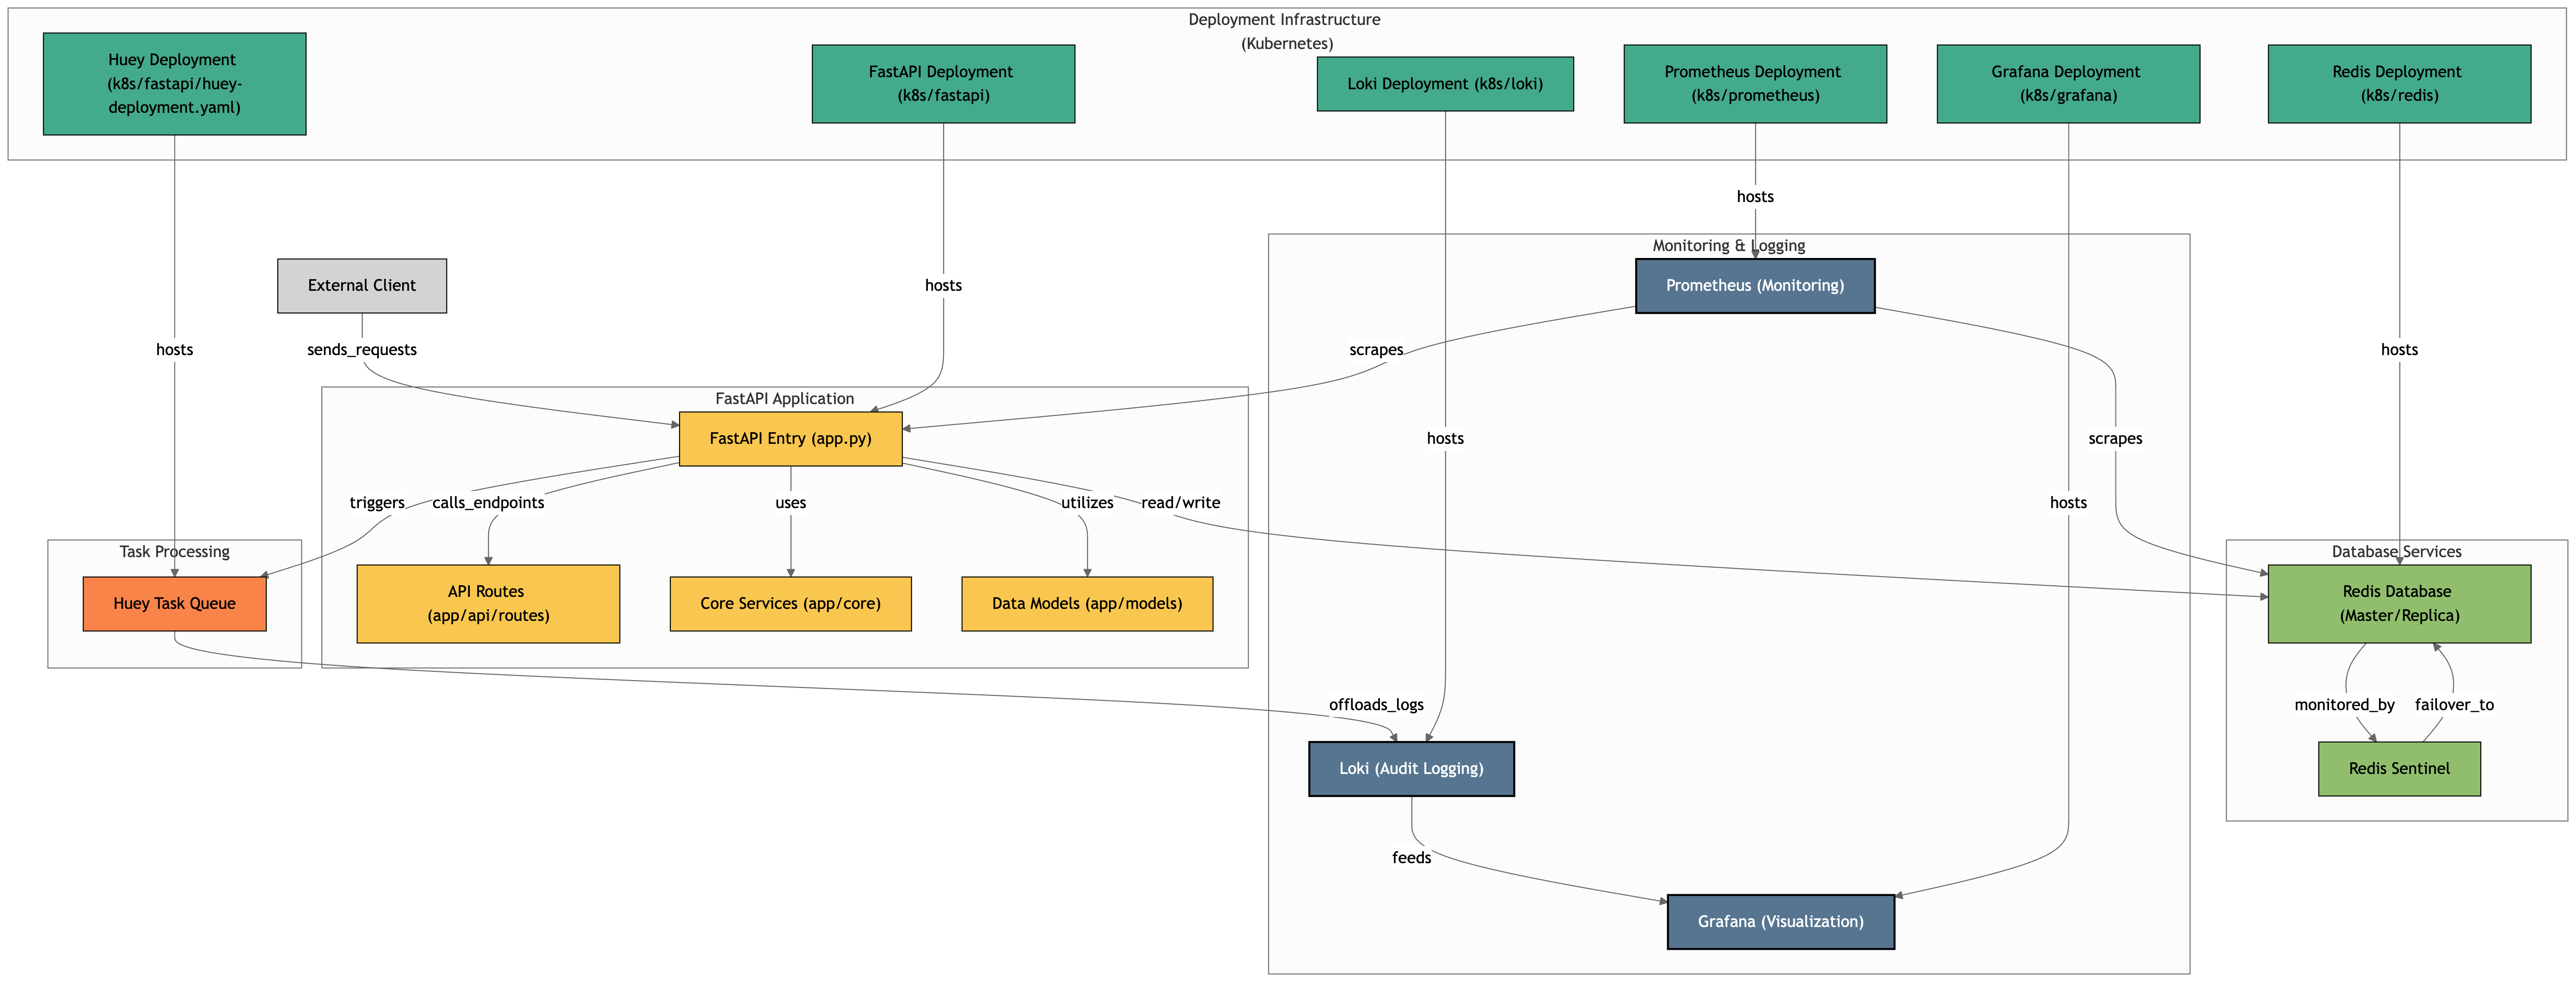 Deployment Infrastructure
(Kubernetes)
Huey Deployment
(k8s/fastapi/huey-
deployment.yaml)
FastAPI Deployment
(k8s/fastapi)
Loki Deployment (k8s/loki)
Prometheus Deployment
(k8s/prometheus)
Grafana Deployment
(k8s/grafana)
Redis Deployment
(k8s/redis)
hosts
Monitoring & Logging
External Client
hosts
Prometheus (Monitoring)
hosts
sends_requests
scrapes
hosts
FastAPI Application
FastAPI Entry (app.py)
hosts
scrapes
triggers
calls_endpoints
uses
utilizes
read/write
hosts
Task Processing
Database Services
Huey Task Queue
API Routes
(app/api/routes)
Core Services (app/core)
Data Models (app/models)
Redis Database
(Master/Replica)
offloads_logs
monitored_by
failover_to
Loki (Audit Logging)
Redis Sentinel
feeds
Grafana (Visualization)